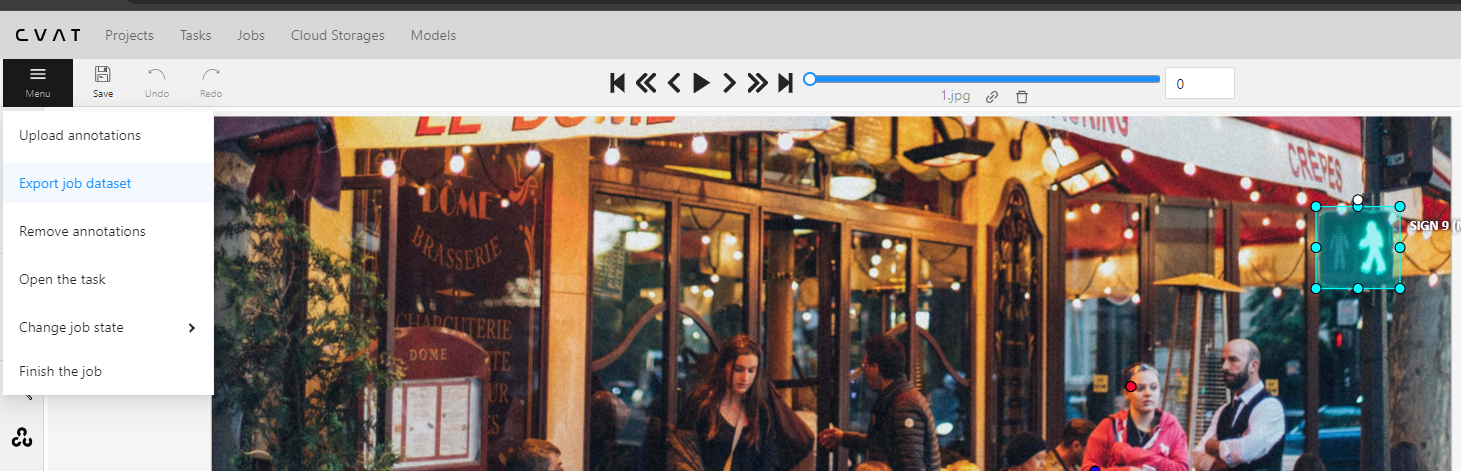 CVAT Projects Tasks Jobs Cloud Storages Models
Menu Save Undo Redo
0
1.jpg
Upload annotations
Export job dataset
Remove annotations
Open the task
Change job state
Finish the job
LE DOME
CRÊPES
SIGN 9
DÔME
BRASSERIE
CHARCUTERIE
DOME